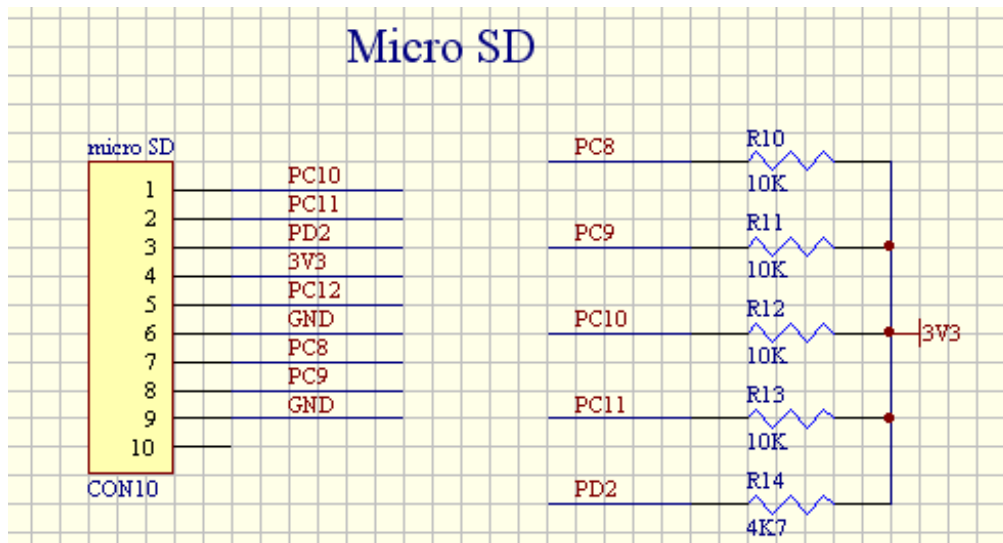 Micro SD
micro SD
1 PC10
2 PC11
3 PD2
4 3V3
5 PC12
6 GND
7 PC8
8 PC9
9 GND
10
CON10
PC8 R10
10K
PC9 R11
10K
PC10 R12
10K
3V3
PC11 R13
10K
PD2 R14
4K7